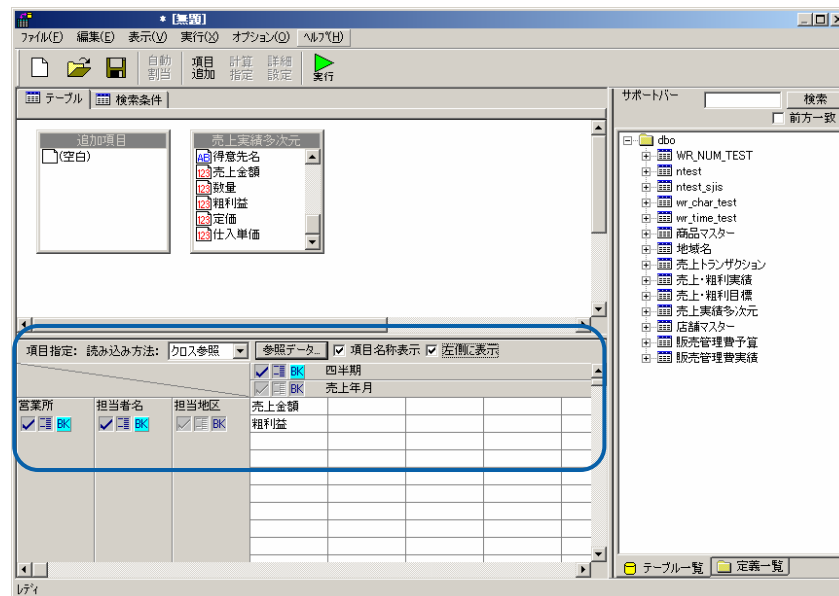 * [無題]
ファイル(F) 編集(E) 表示(V) 実行(X) オプション(O) ヘルプ(H)
自動割当 項目追加 計算指定 詳細設定 実行
テーブル 検索条件
追加項目
(空白)
売上実績多次元
得意先名
売上金額
数量
粗利益
定価
仕入単価
項目指定: 読み込み方法: クロス参照 参照データ... 項目名称表示 左側に表示
BK 四半期
BK 売上年月
営業所 担当者名 担当地区 売上金額
BK BK BK 粗利益
サポートバー 検索
前方一致
dbo
WR_NUM_TEST
ntest
ntest_sjis
wr_char_test
wr_time_test
商品マスター
地域名
売上トランザクション
売上・粗利実績
売上・粗利目標
売上実績多次元
店舗マスター
販売管理費予算
販売管理費実績
テーブル一覧 定義一覧
レディ